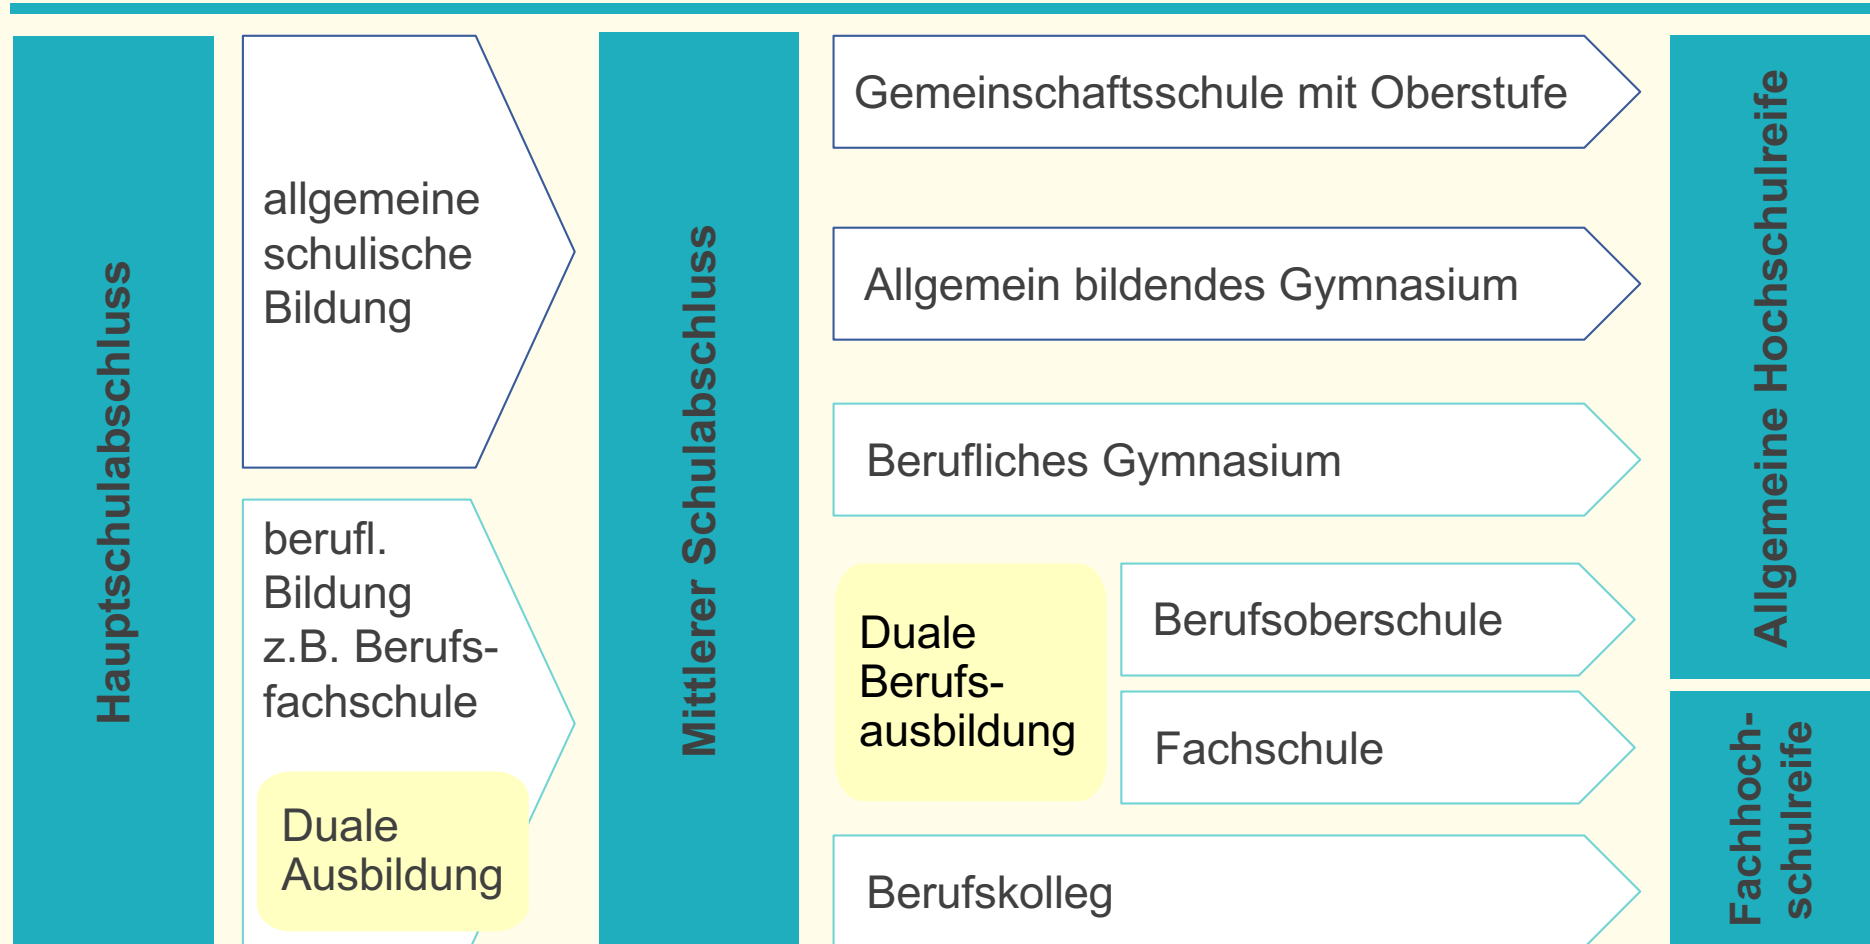 Hauptschulabschluss
allgemeine
schulische
Bildung
berufl.
Bildung
z.B. Berufs-
fachschule
Duale
Ausbildung
Mittlerer Schulabschluss
Gemeinschaftsschule mit Oberstufe
Allgemein bildendes Gymnasium
Berufliches Gymnasium
Duale
Berufs-
ausbildung
Berufsoberschule
Fachschule
Berufskolleg
Allgemeine Hochschulreife
Fachhoch-
schulreife